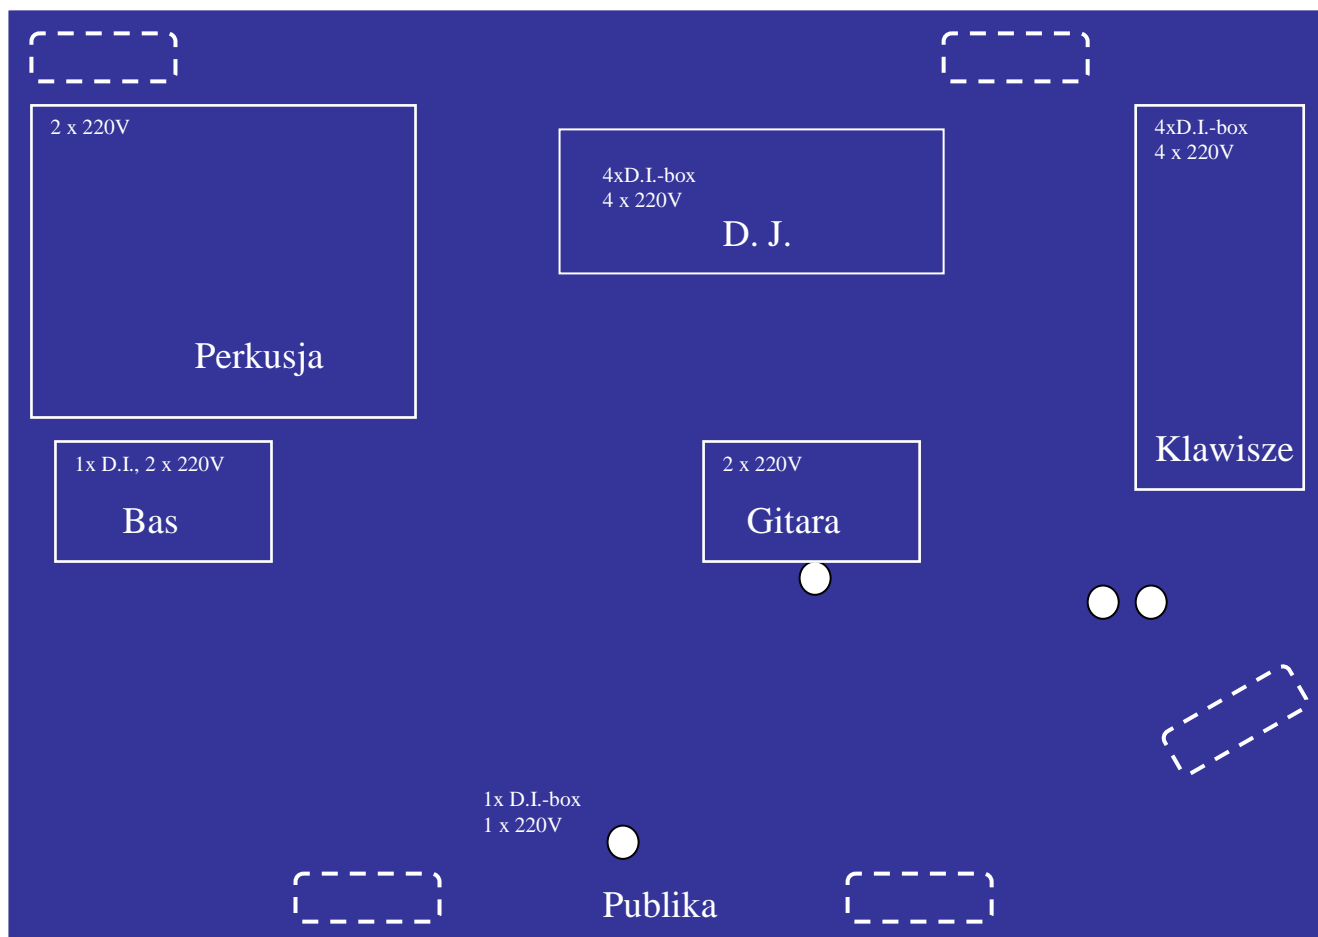 2 x 220V
Perkusja
4xD.I.-box
4 x 220V
D. J.
4xD.I.-box
4 x 220V
Klawisze
1x D.I., 2 x 220V
Bas
2 x 220V
Gitara
1x D.I.-box
1 x 220V
Publika